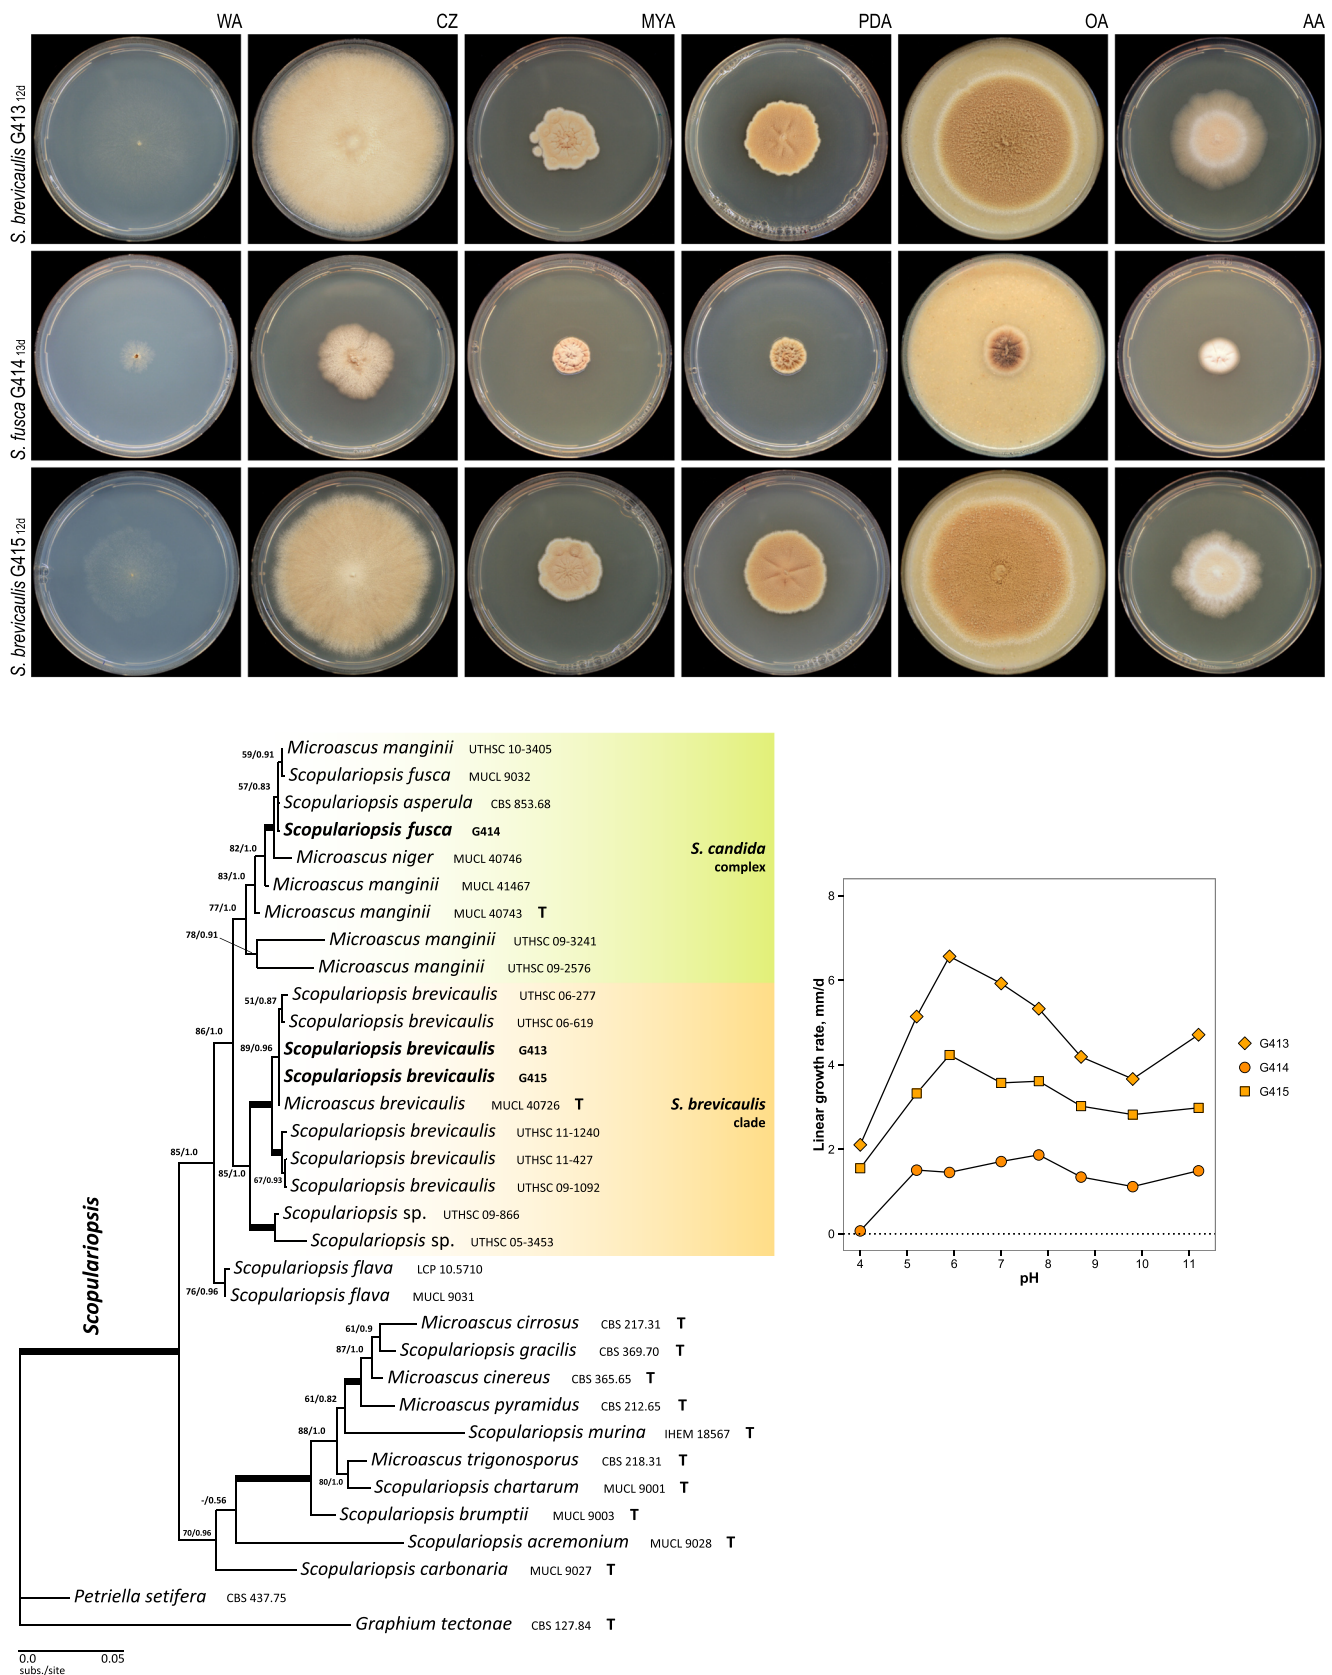 WA CZ MYA PDA OA AA
S. brevicaulis G413 12d
S. fusca G414 13d
S. brevicaulis G415 12d
59/0.91 Microascus manginii UTHSC 10-3405
Scopulariopsis fusca MUCL 9032
57/0.83
Scopulariopsis asperula CBS 853.68
Scopulariopsis fusca G414
82/1.0
Microascus niger MUCL 40746
S. candida
complex
83/1.0
Microascus manginii MUCL 41467
77/1.0
Microascus manginii MUCL 40743 T
78/0.91
Microascus manginii UTHSC 09-3241
Microascus manginii UTHSC 09-2576
51/0.87
Scopulariopsis brevicaulis UTHSC 06-277
Scopulariopsis brevicaulis UTHSC 06-619
86/1.0
89/0.96
Scopulariopsis brevicaulis G413
Scopulariopsis brevicaulis G415
Microascus brevicaulis MUCL 40726 T
S. brevicaulis
clade
Scopulariopsis brevicaulis UTHSC 11-1240
85/1.0
Scopulariopsis brevicaulis UTHSC 11-427
85/1.0
67/0.93
Scopulariopsis brevicaulis UTHSC 09-1092
Scopulariopsis sp. UTHSC 09-866
Scopulariopsis sp. UTHSC 05-3453
Scopulariopsis
Scopulariopsis flava LCP 10.5710
76/0.96
Scopulariopsis flava MUCL 9031
Microascus cirrosus CBS 217.31 T
61/0.9
87/1.0
Scopulariopsis gracilis CBS 369.70 T
Microascus cinereus CBS 365.65 T
61/0.82
Microascus pyramidus CBS 212.65 T
88/1.0
Scopulariopsis murina IHEM 18567 T
Microascus trigonosporus CBS 218.31 T
80/1.0
Scopulariopsis chartarum MUCL 9001 T
-/0.56
Scopulariopsis brumptii MUCL 9003 T
70/0.96
Scopulariopsis acremonium MUCL 9028 T
Scopulariopsis carbonaria MUCL 9027 T
Petriella setifera CBS 437.75
Graphium tectonae CBS 127.84 T
0.0 0.05
subs./site
Linear growth rate, mm/d
8
6
4
2
0
4 5 6 7 8 9 10 11
pH
G413
G414
G415